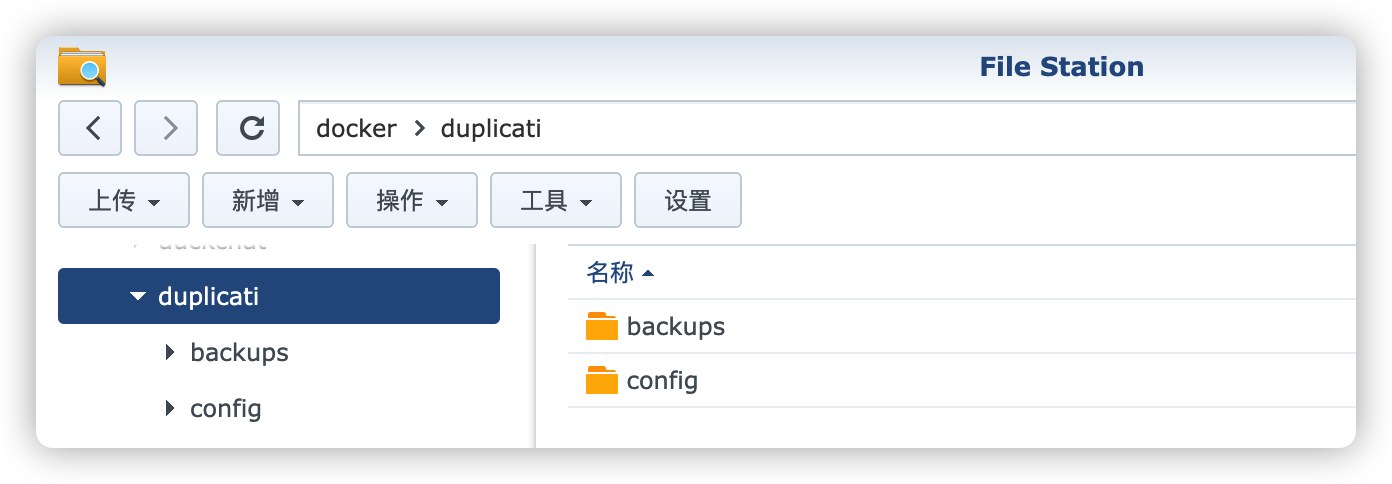 File Station
docker > duplicati
上传 新增 操作 工具 设置
duplicati
backups
config
名称
backups
config